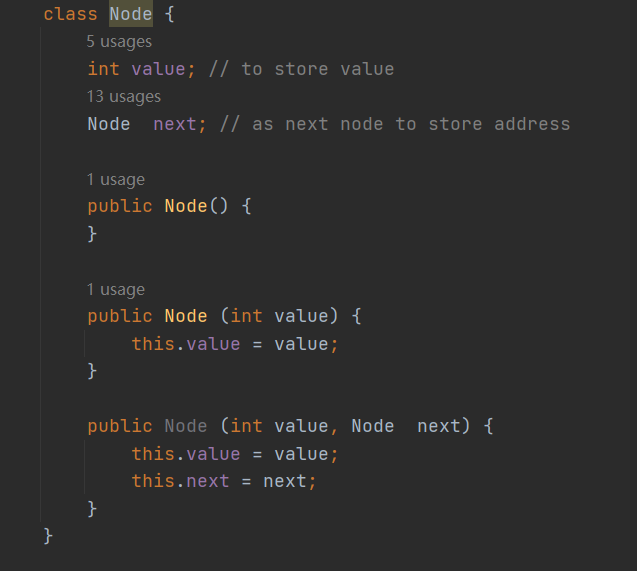 class Node {
5 usages
int value; // to store value
13 usages
Node  next; // as next node to store address
1 usage
public Node() {
}
1 usage
public Node (int value) {
this.value = value;
}
public Node (int value, Node  next) {
this.value = value;
this.next = next;
}
}